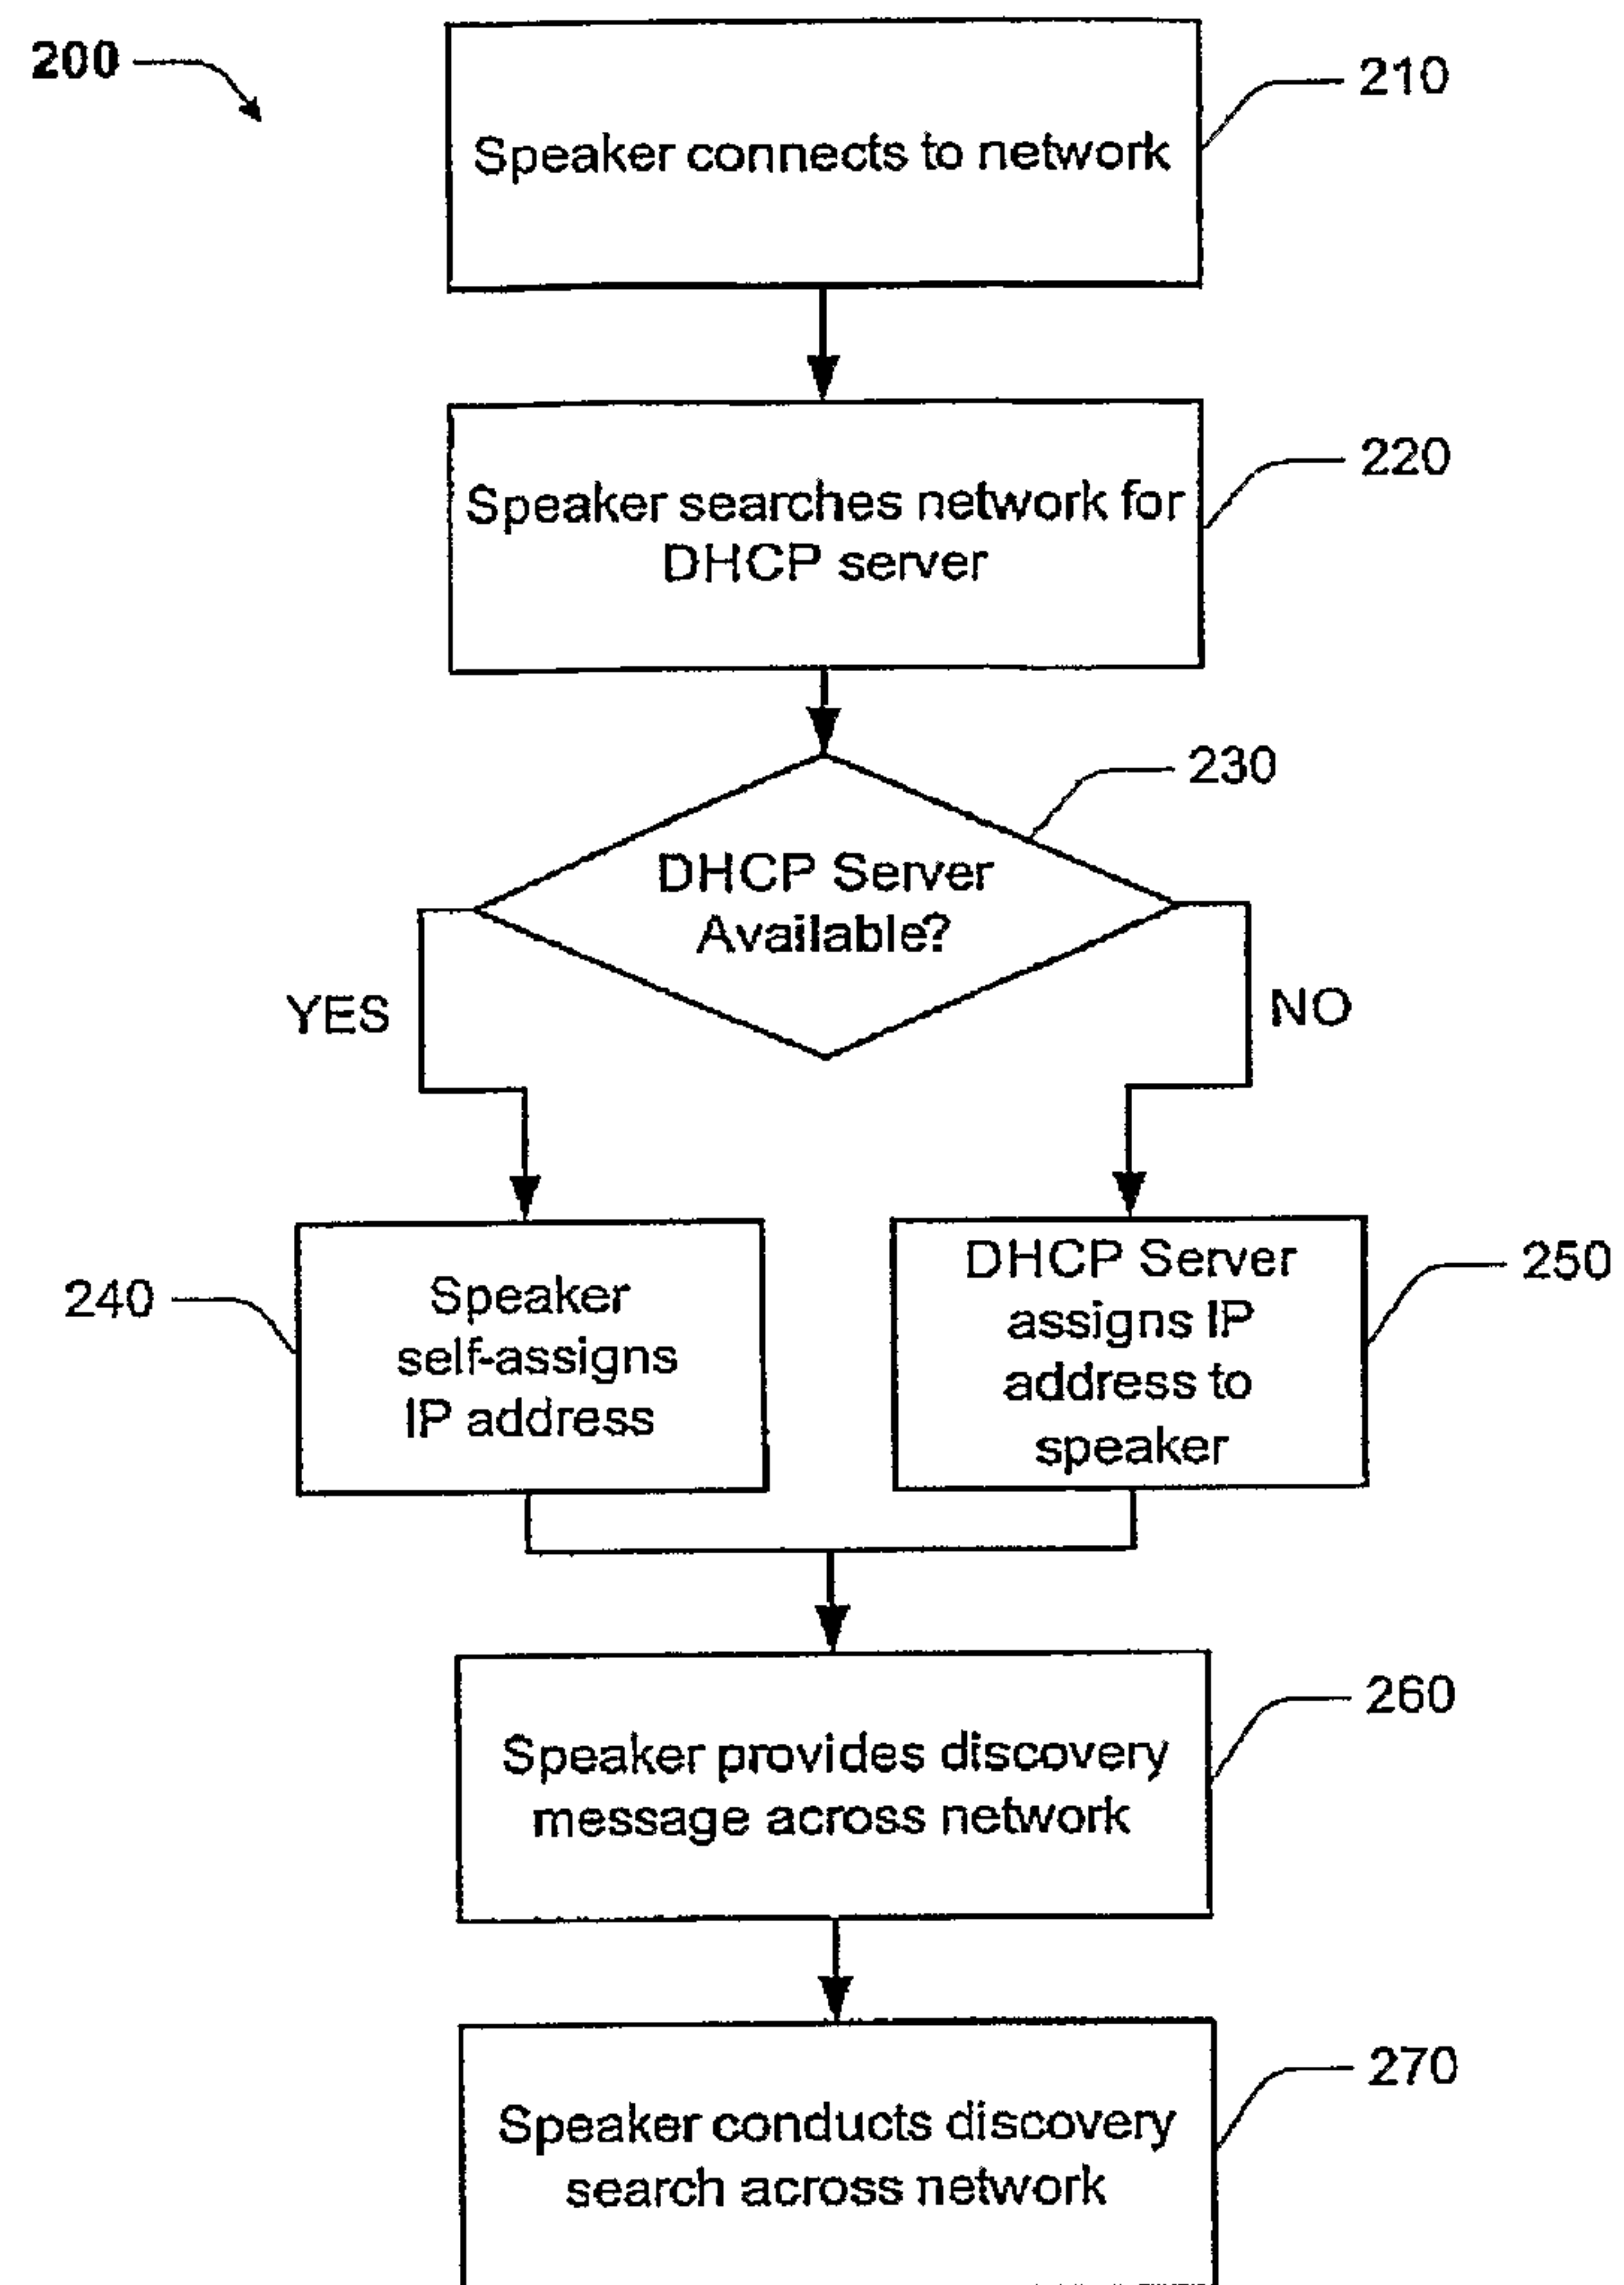 200
210
Speaker connects to network
220
Speaker searches network for
DHCP server
230
DHCP Server
Available?
YES
NO
240
Speaker
self-assigns
IP address
250
DHCP Server
assigns IP
address to
speaker
260
Speaker provides discovery
message across network
270
Speaker conducts discovery
search across network